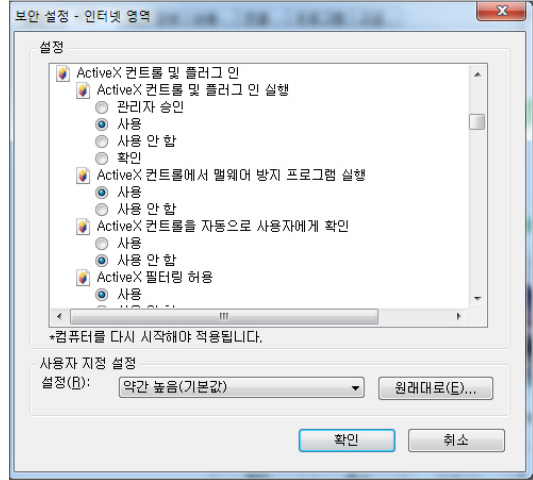 보안 설정 - 인터넷 영역
설정
ActiveX 컨트롤 및 플러그 인
ActiveX 컨트롤 및 플러그 인 실행
관리자 승인
사용
사용 안 함
확인
ActiveX 컨트롤에서 맬웨어 방지 프로그램 실행
사용
사용 안 함
ActiveX 컨트롤을 자동으로 사용자에게 확인
사용
사용 안 함
ActiveX 필터링 허용
사용
*컴퓨터를 다시 시작해야 적용됩니다.
사용자 지정 설정
설정(R): 약간 높음(기본값) 원래대로(E)...
확인 취소